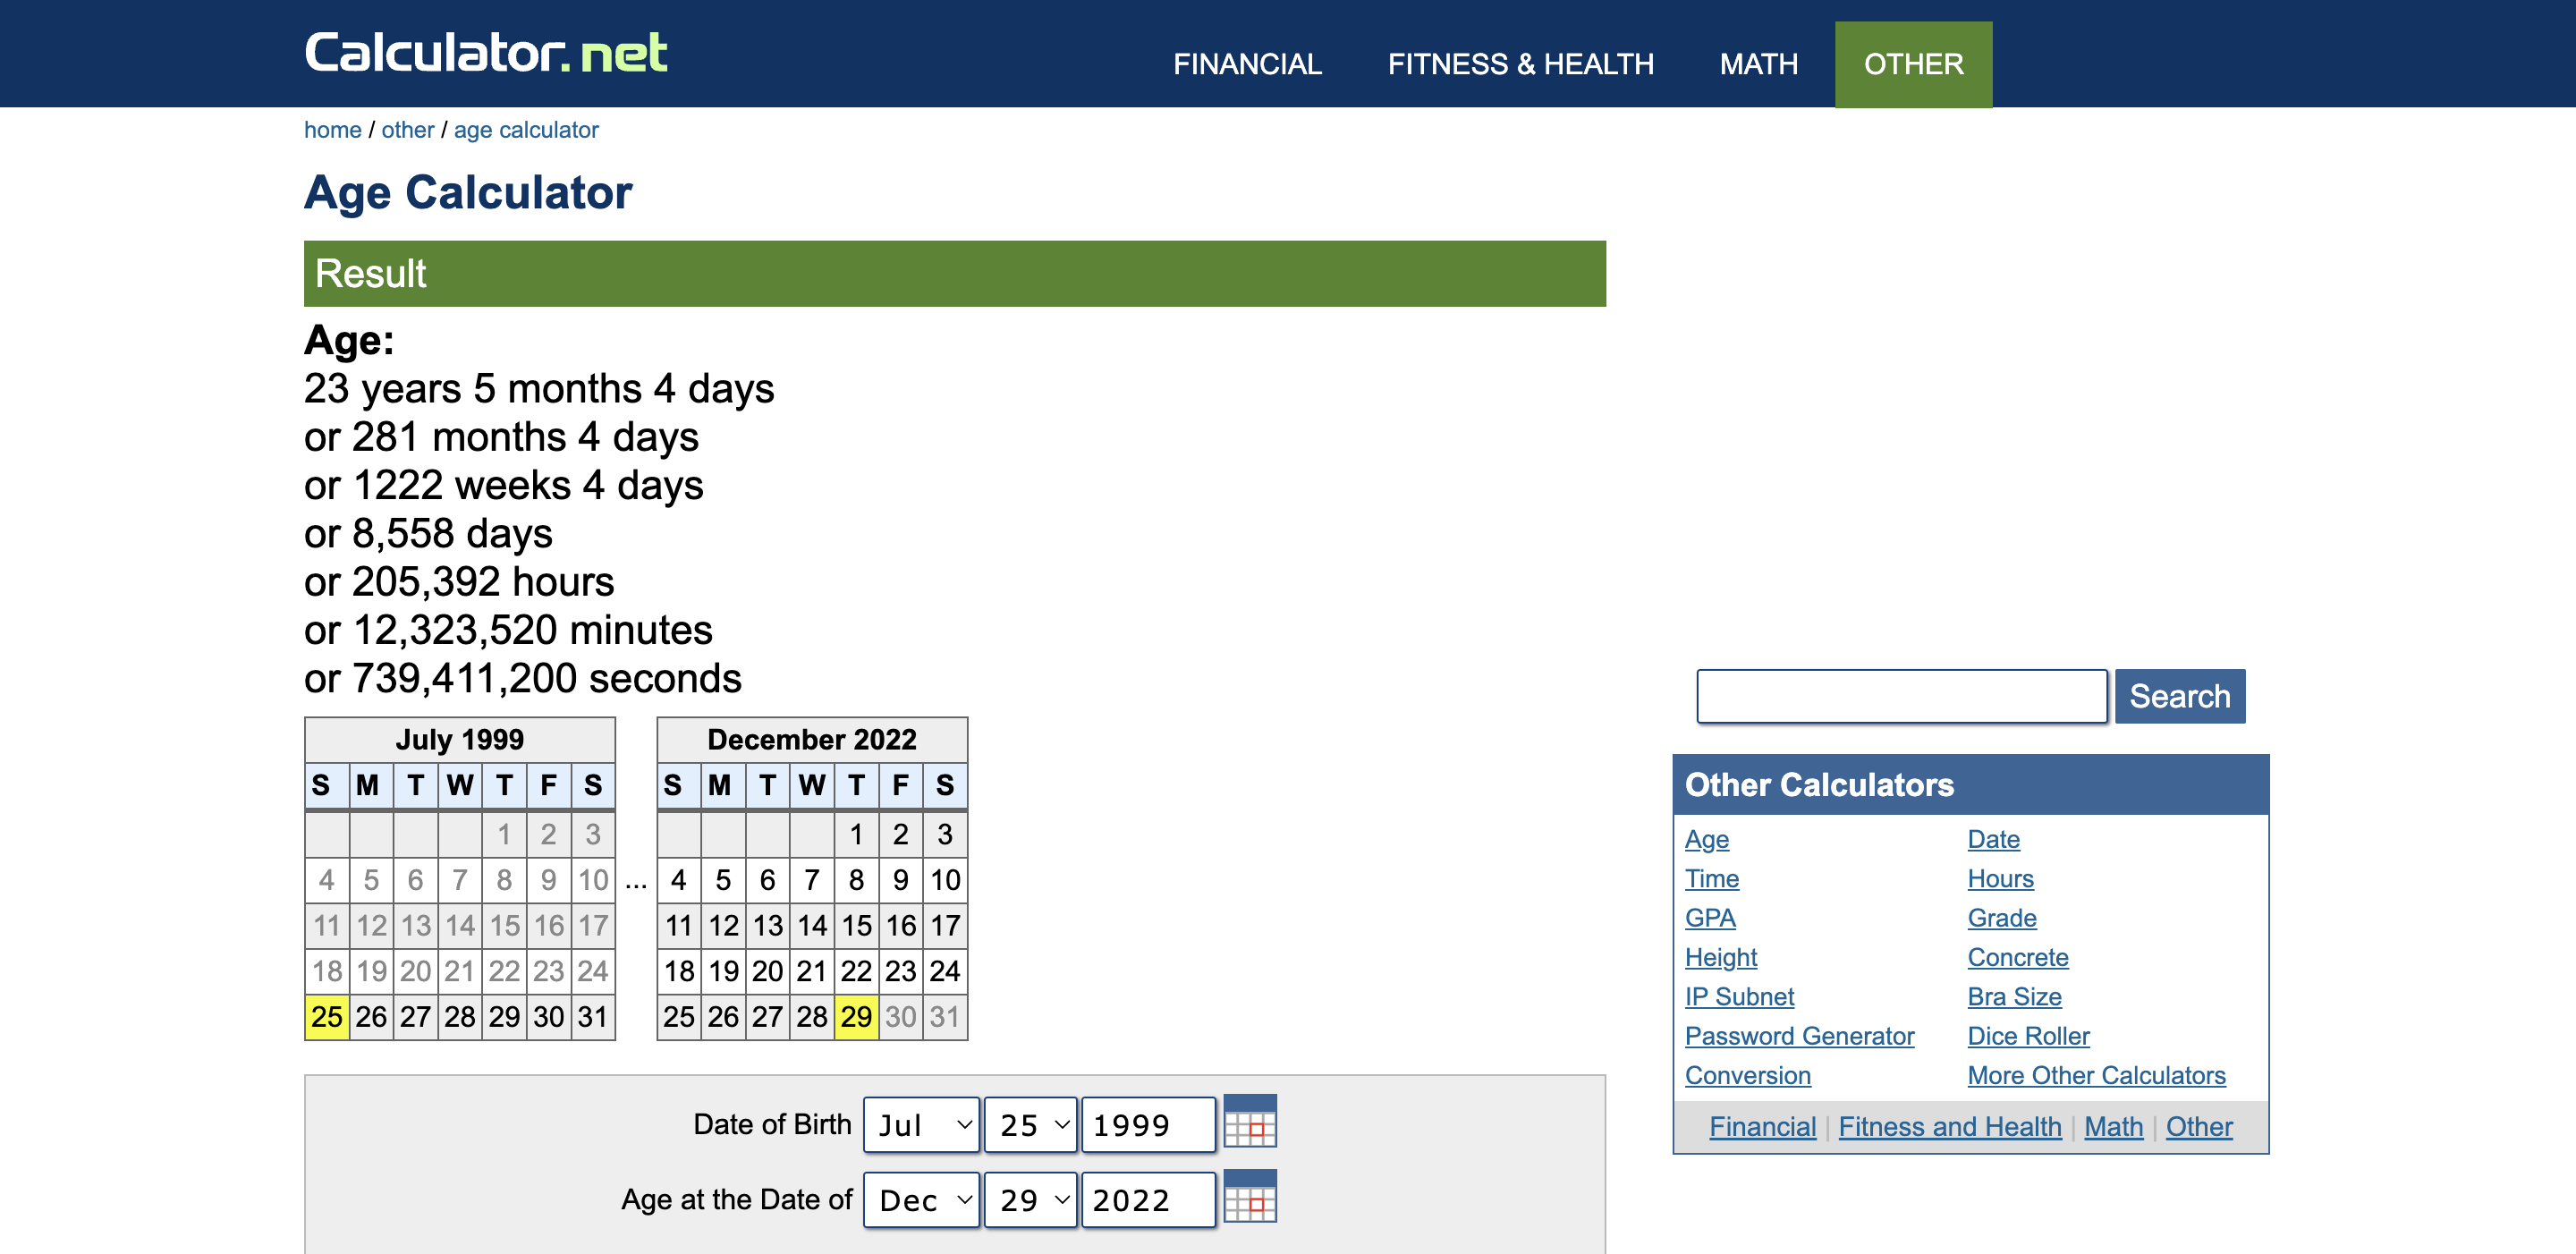 Calculator.net
FINANCIAL FITNESS & HEALTH MATH OTHER
home / other / age calculator
Age Calculator
Result
Age:
23 years 5 months 4 days
or 281 months 4 days
or 1222 weeks 4 days
or 8,558 days
or 205,392 hours
or 12,323,520 minutes
or 739,411,200 seconds
July 1999
S M T W T F S
1 2 3
4 5 6 7 8 9 10
11 12 13 14 15 16 17
18 19 20 21 22 23 24
25 26 27 28 29 30 31
...
December 2022
S M T W T F S
1 2 3
4 5 6 7 8 9 10
11 12 13 14 15 16 17
18 19 20 21 22 23 24
25 26 27 28 29 30 31
Date of Birth Jul 25 1999
Age at the Date of Dec 29 2022
Search
Other Calculators
Age Date
Time Hours
GPA Grade
Height Concrete
IP Subnet Bra Size
Password Generator Dice Roller
Conversion More Other Calculators
Financial | Fitness and Health | Math | Other